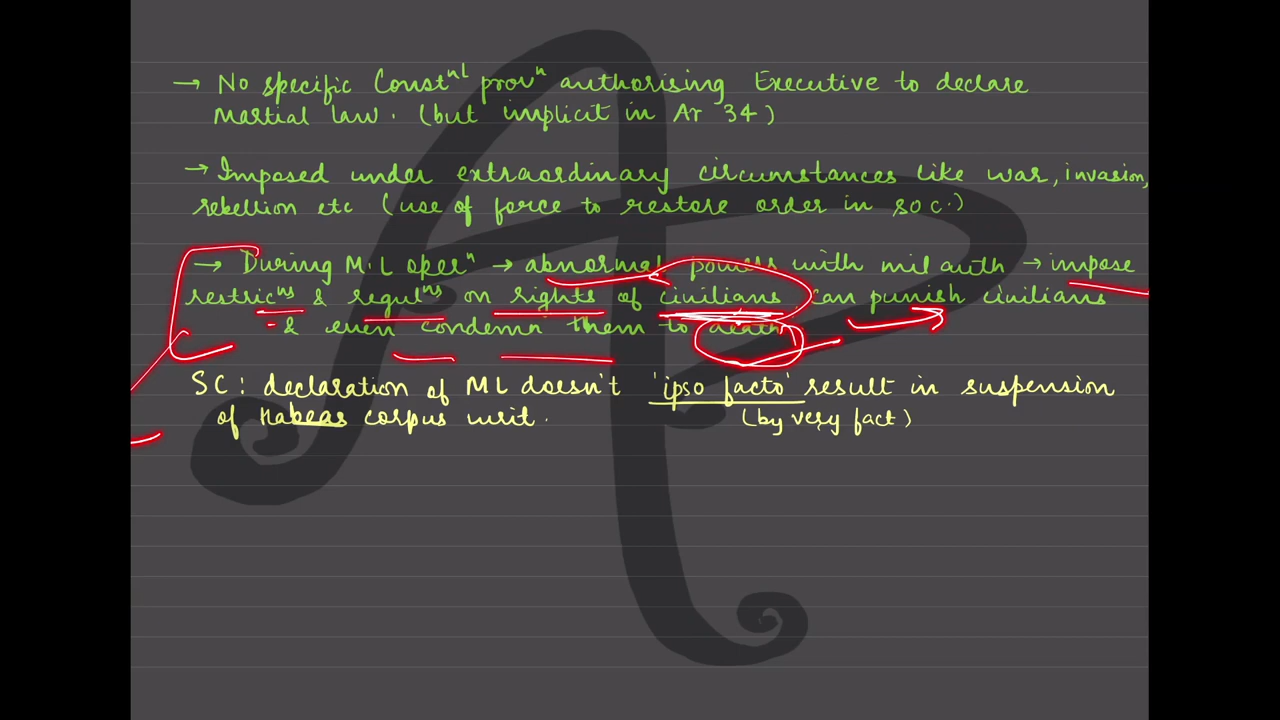 → No specific Constⁿˡ provⁿ authorising Executive to declare
Martial law. (but implicit in Ar 34)
→ Imposed under extraordinary circumstances like war, invasion,
rebellion etc (use of force to restore order in soc.)
→ During M.L operⁿ → abnormal powers with mil auth → impose
restricⁿˢ & regulⁿˢ on rights of civilians, can punish civilians
& even condemn them to death.
SC: declaration of ML doesn't 'ipso facto' result in suspension
of Habeas corpus writ. (by very fact)